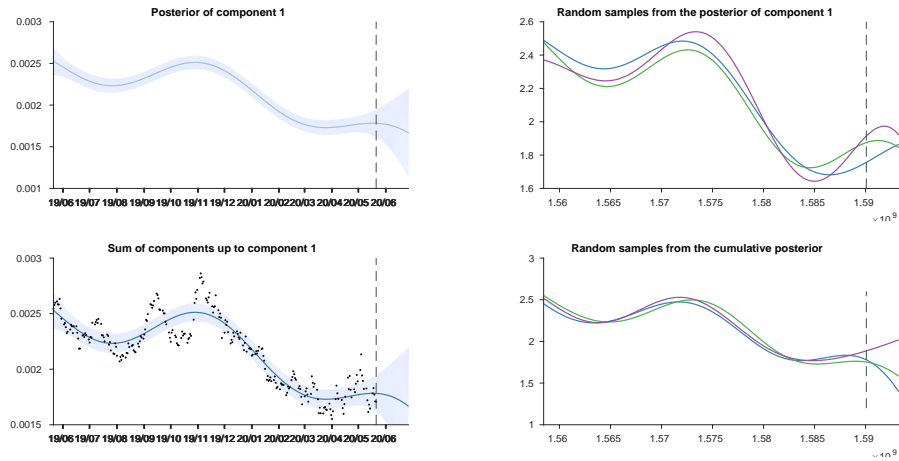 Posterior of component 1
0.003
0.0025
0.002
0.0015
0.001
19/06 19/07 19/08 19/09 19/10 19/11 19/12 20/01 20/02 20/03 20/04 20/05 20/06
Random samples from the posterior of component 1
2.6
2.4
2.2
2
1.8
1.6
1.56 1.565 1.57 1.575 1.58 1.585 1.59
×10^9
Sum of components up to component 1
0.003
0.0025
0.002
0.0015
19/06 19/07 19/08 19/09 19/10 19/11 19/12 20/01 20/02 20/03 20/04 20/05 20/06
Random samples from the cumulative posterior
3
2.5
2
1.5
1
1.56 1.565 1.57 1.575 1.58 1.585 1.59
×10^9